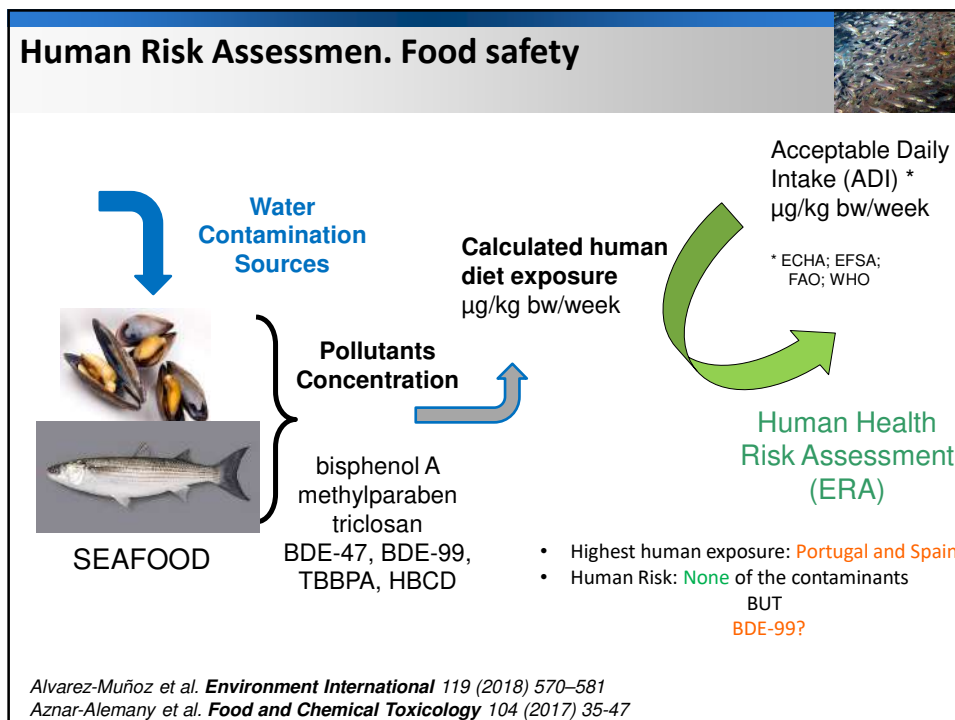 Human Risk Assessmen. Food safety
Water
Contamination
Sources
Pollutants
Concentration
bisphenol A
methylparaben
triclosan
BDE-47, BDE-99,
TBBPA, HBCD
SEAFOOD
Calculated human
diet exposure
µg/kg bw/week
Acceptable Daily
Intake (ADI) *
µg/kg bw/week
* ECHA; EFSA;
FAO; WHO
Human Health
Risk Assessment
(ERA)
• Highest human exposure: Portugal and Spain
• Human Risk: None of the contaminants
BUT
BDE-99?
Alvarez-Muñoz et al. Environment International 119 (2018) 570–581
Aznar-Alemany et al. Food and Chemical Toxicology 104 (2017) 35-47